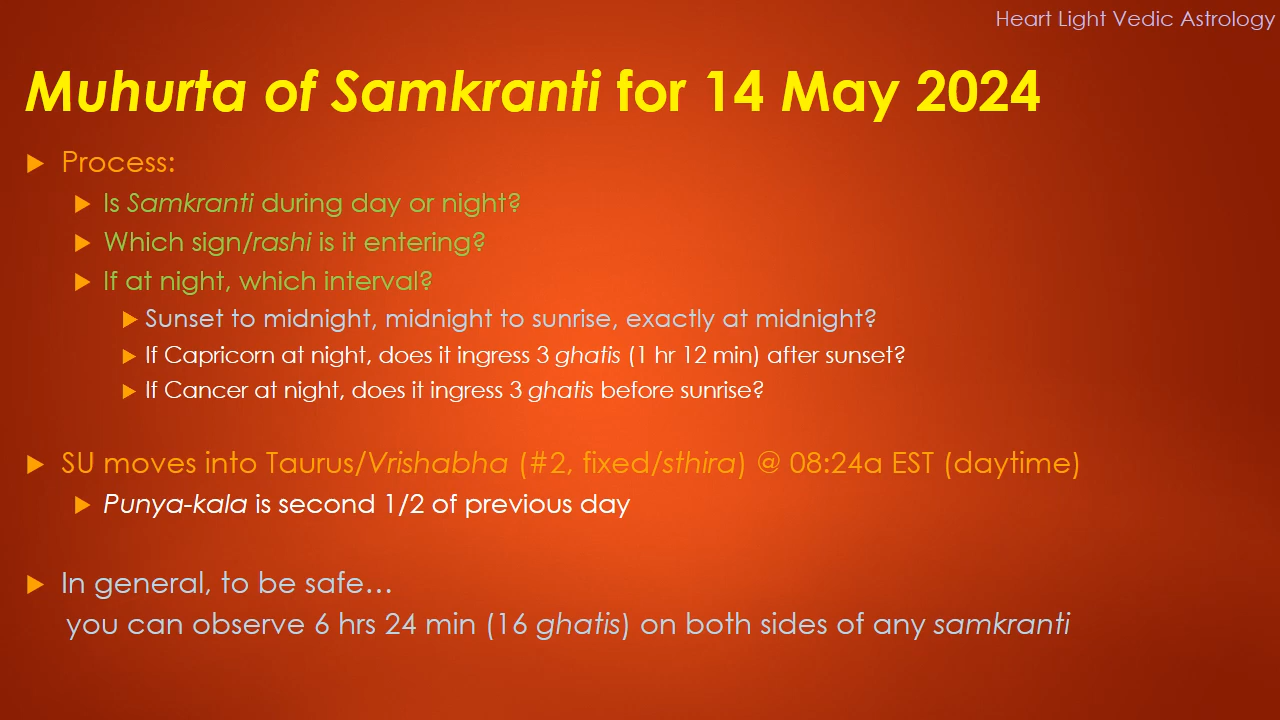 Heart Light Vedic Astrology
Muhurta of Samkranti for 14 May 2024
Process:
Is Samkranti during day or night?
Which sign/rashi is it entering?
If at night, which interval?
Sunset to midnight, midnight to sunrise, exactly at midnight?
If Capricorn at night, does it ingress 3 ghatis (1 hr 12 min) after sunset?
If Cancer at night, does it ingress 3 ghatis before sunrise?
SU moves into Taurus/Vrishabha (#2, fixed/sthira) @ 08:24a EST (daytime)
Punya-kala is second 1/2 of previous day
In general, to be safe…
you can observe 6 hrs 24 min (16 ghatis) on both sides of any samkranti